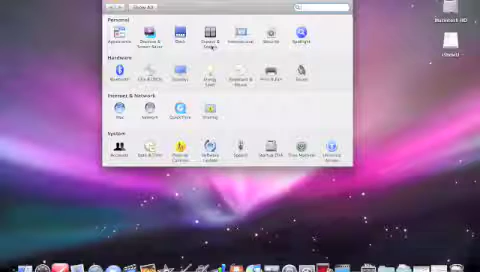 Show All
Personal
Appearance
Desktop &
Screen Saver
Dock
Exposé &
Spaces
International
Security
Spotlight
Hardware
Bluetooth
CDs & DVDs
Displays
Energy
Saver
Keyboard &
Mouse
Print & Fax
Sound
Internet & Network
Network
QuickTime
Sharing
System
Accounts
Date & Time
Parental
Controls
Software
Update
Speech
Startup Disk
Time Machine
Universal
Access
Macintosh HD